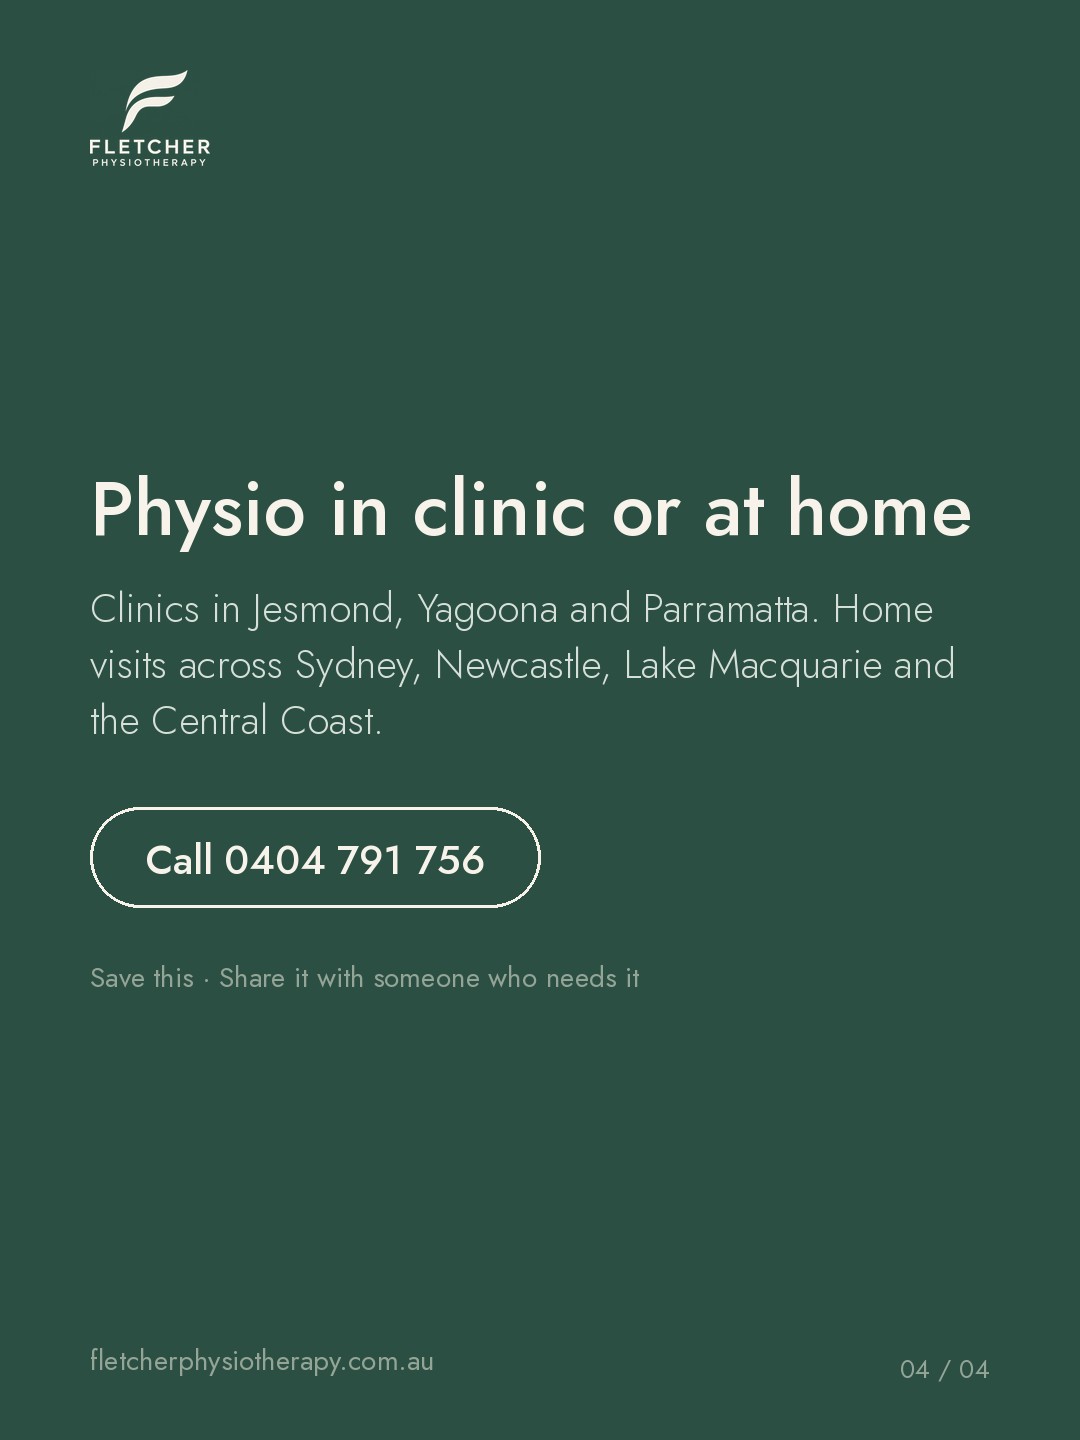 FLETCHER
PHYSIOTHERAPY
Physio in clinic or at home
Clinics in Jesmond, Yagoona and Parramatta. Home
visits across Sydney, Newcastle, Lake Macquarie and
the Central Coast.
Call 0404 791 756
Save this · Share it with someone who needs it
fletcherphysiotherapy.com.au
04 / 04